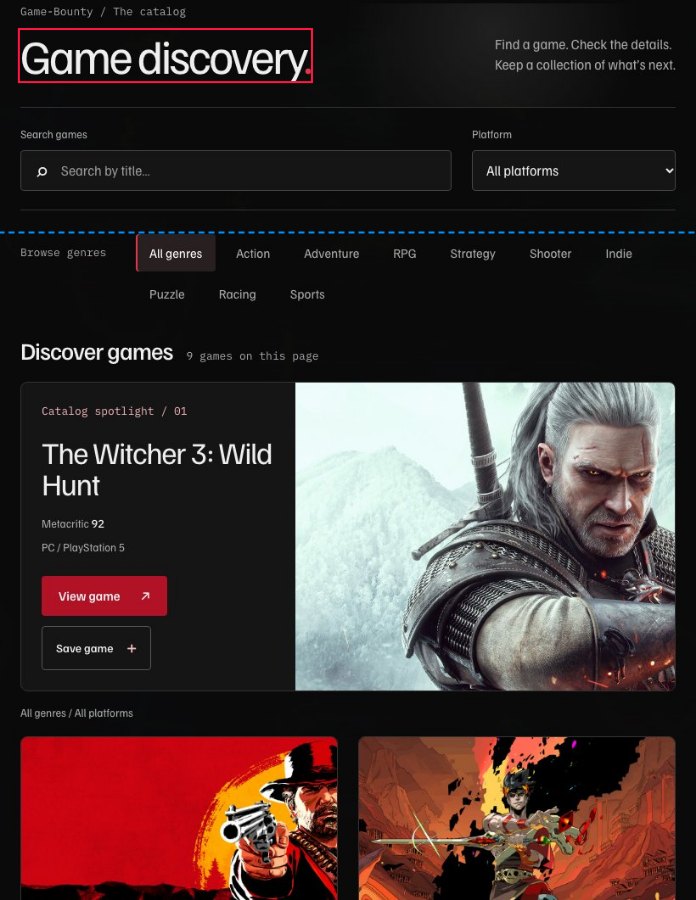 Game-Bounty / The catalog
Game discovery.
Find a game. Check the details.
Keep a collection of what's next.
Search games
Platform
Search by title...
All platforms
Browse genres
All genres
Action
Adventure
RPG
Strategy
Shooter
Indie
Puzzle
Racing
Sports
Discover games
9 games on this page
Catalog spotlight / 01
The Witcher 3: Wild
Hunt
Metacritic 92
PC / PlayStation 5
View game
Save game
All genres / All platforms